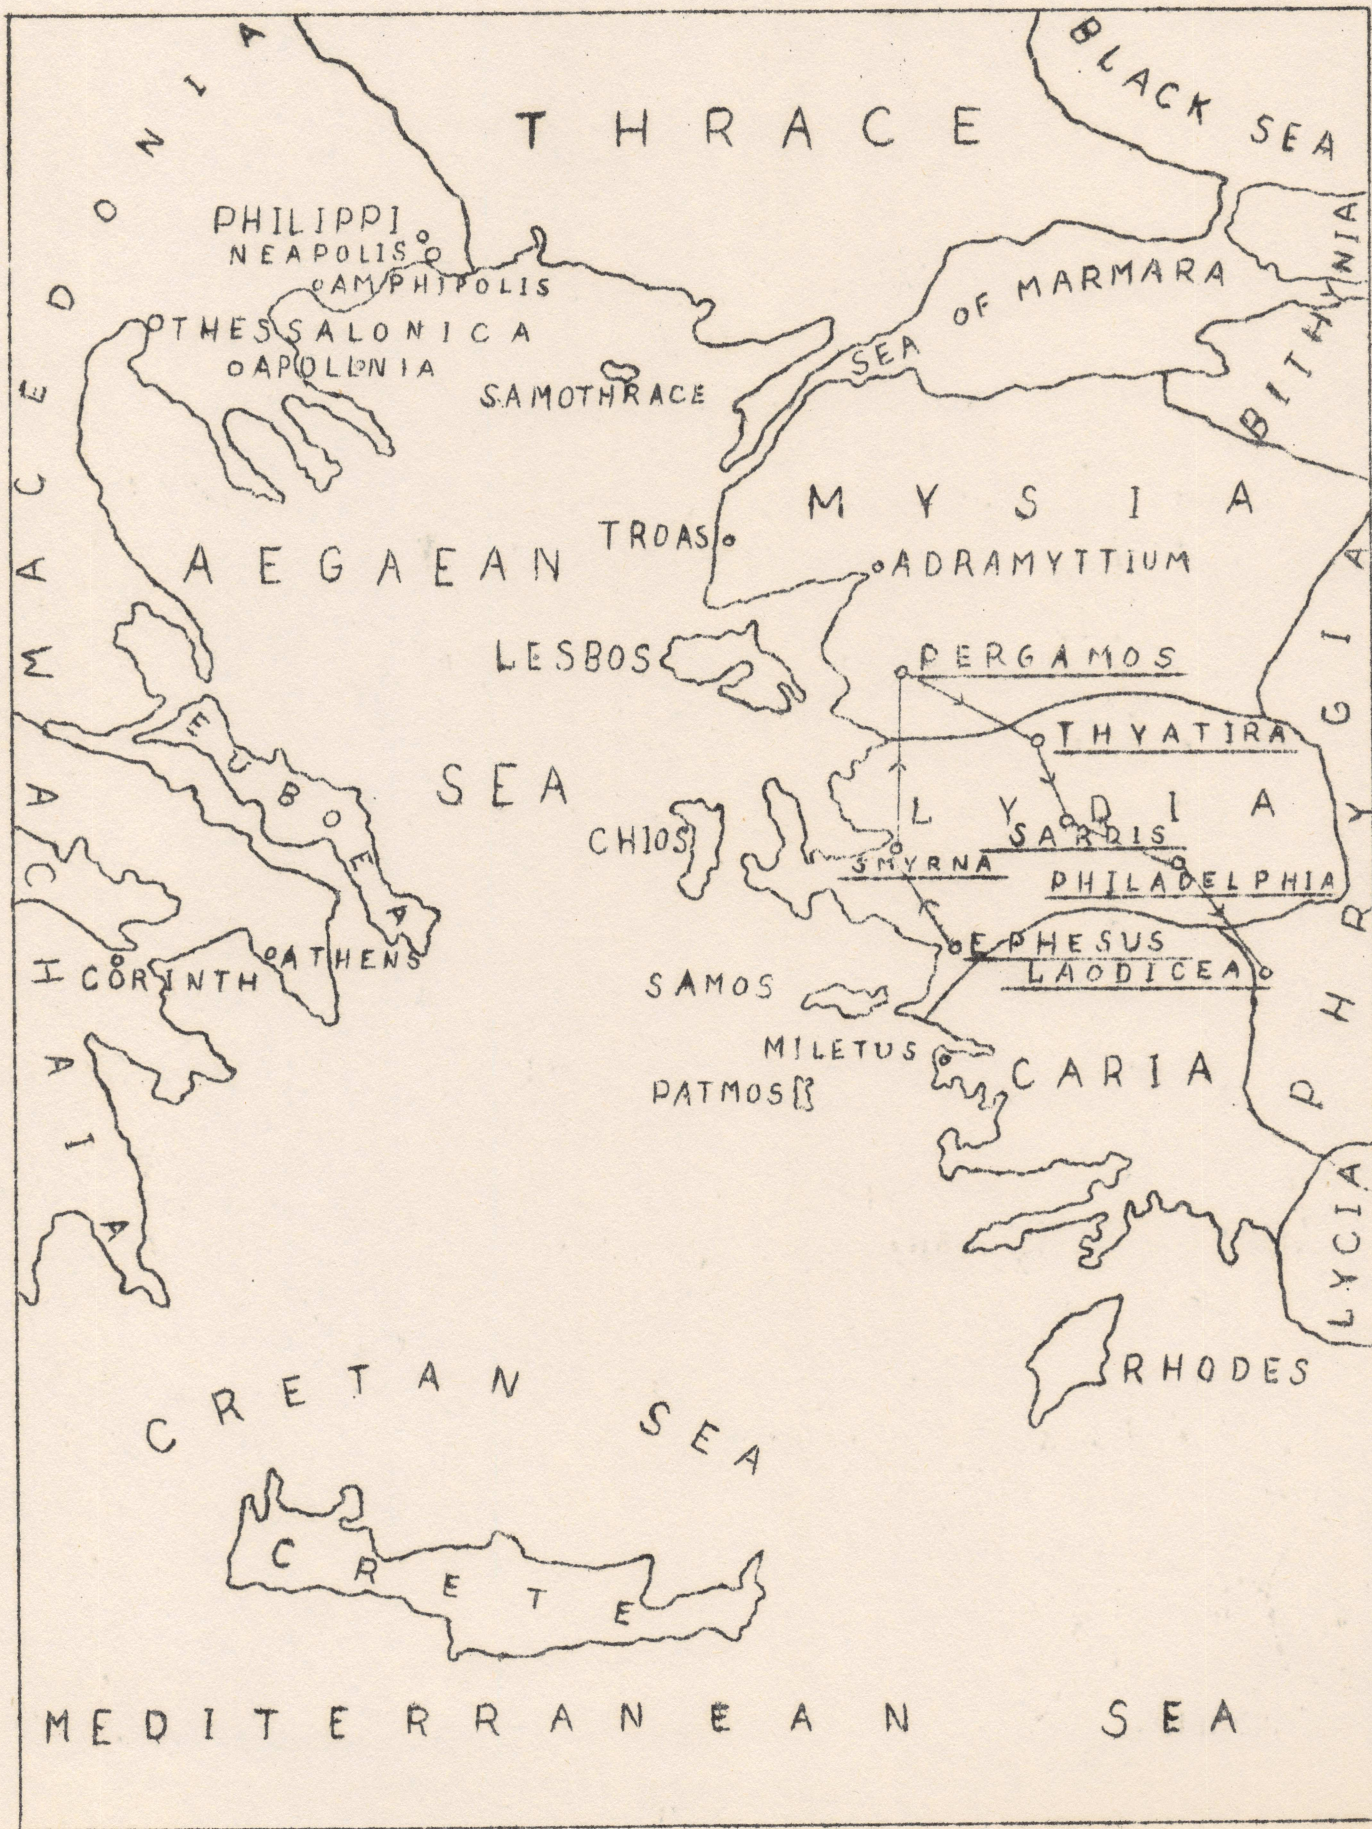 BLACK SEA
THRACE
MACEDONIA
PHILIPPI
NEAPOLIS
AMPHIPOLIS
THESSALONICA
APOLLONIA
SAMOTHRACE
SEA OF MARMARA
BITHYNIA
MYSIA
TROAS
ADRAMYTTIUM
AEGAEAN
SEA
LESBOS
PERGAMOS
THYATIRA
PHRYGIA
EUBOEA
CHIOS
LYDIA
SARDIS
SMYRNA
PHILADELPHIA
ACHAIA
ATHENS
CORINTH
EPHESUS
LAODICEA
SAMOS
MILETUS
PATMOS
CARIA
LYCIA
RHODES
CRETAN SEA
CRETE
MEDITERRANEAN SEA